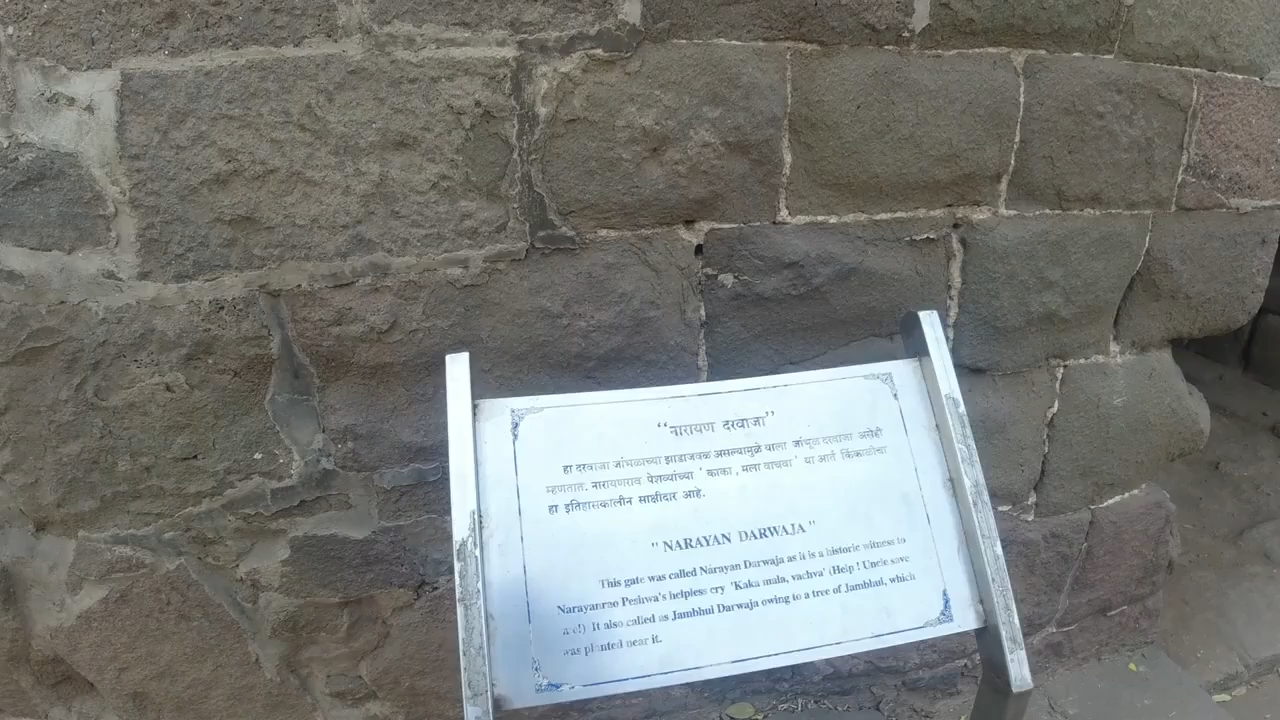 “नारायण दरवाजा”
हा दरवाजा जांभळाच्या झाडाजवळ असल्यामुळे याला जांभूळ दरवाजा असेही
म्हणतात. नारायणराव पेशव्यांच्या ' काका , मला वाचवा ' या आर्त किंकाळीचा
हा इतिहासकालीन साक्षीदार आहे.
" NARAYAN DARWAJA "
This gate was called Narayan Darwaja as it is a historic witness to
Narayanrao Peshwa's helpless cry 'Kaka mala, vachva' (Help ! Uncle save
It also called as Jambhul Darwaja owing to a tree of Jambhul, which
was planted near it.